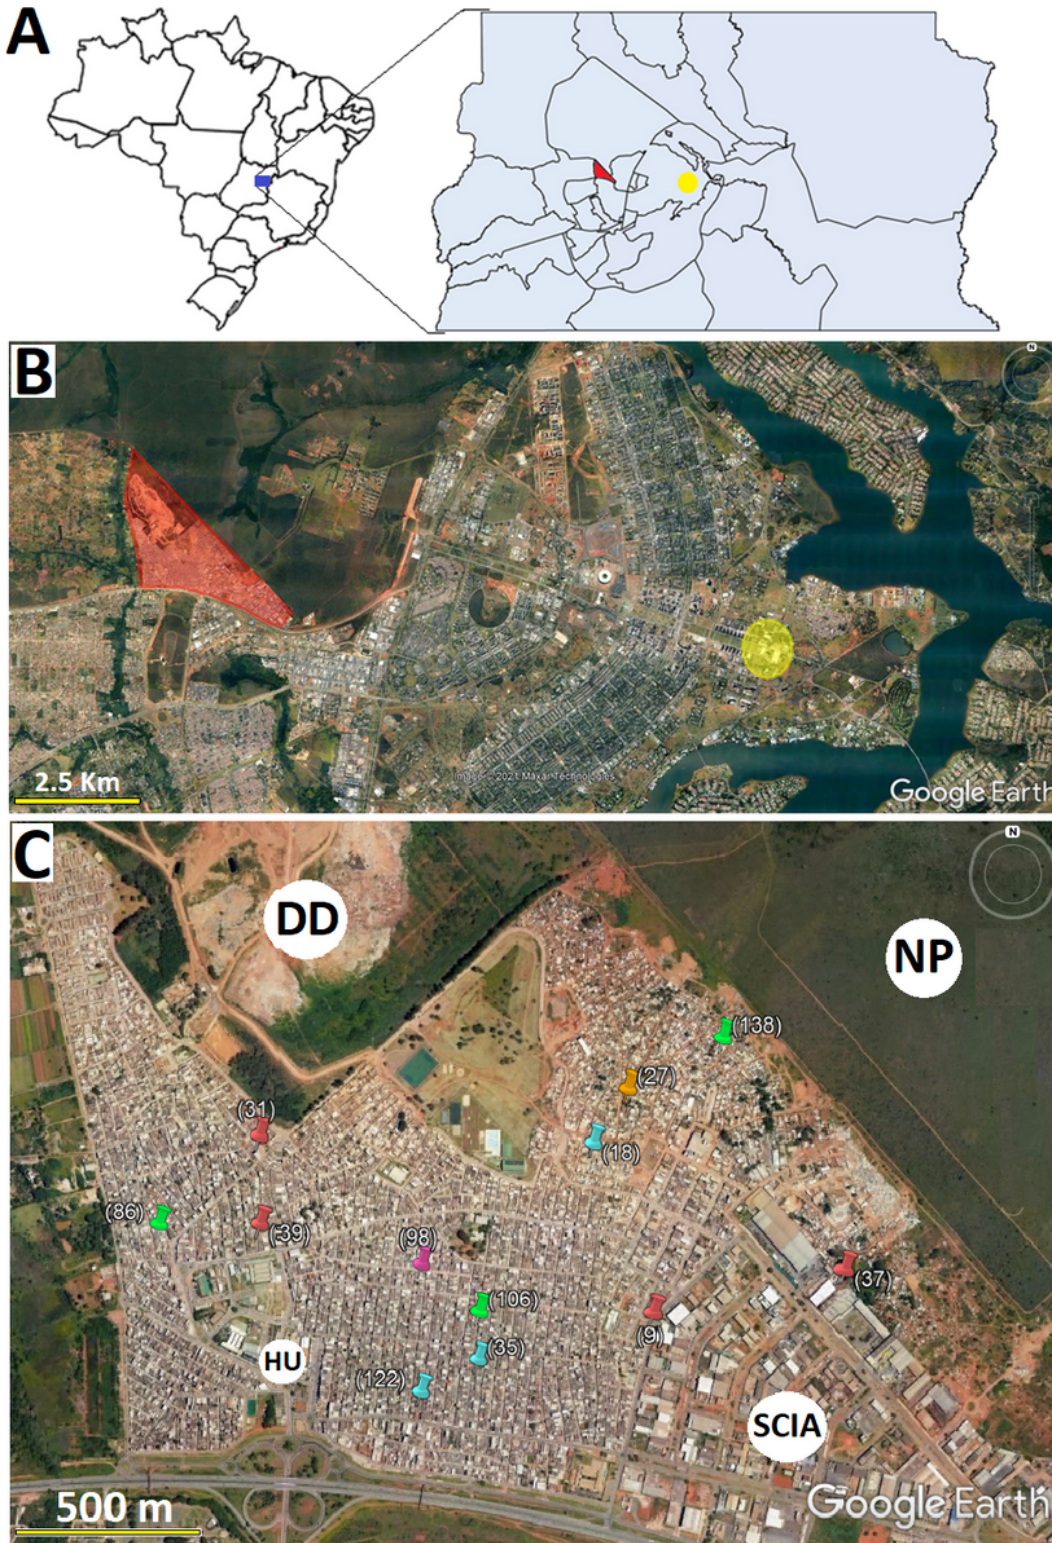 A
B
N
2.5 Km
Image © 2021 Maxar Technologies
Google Earth
C
N
DD
NP
(138)
(27)
(31)
(18)
(86)
(39)
(98)
(37)
(106)
(9)
(35)
HU
(122)
SCIA
500 m
Google Earth